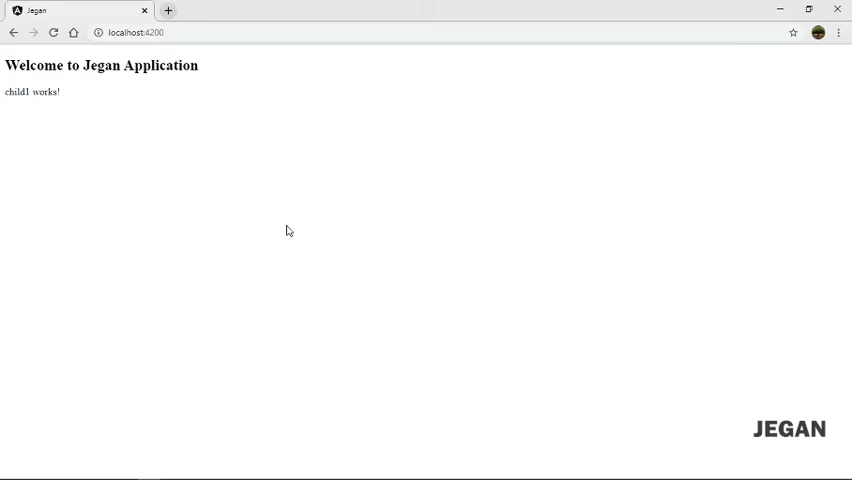 Jegan
localhost:4200
Welcome to Jegan Application
child1 works!
JEGAN